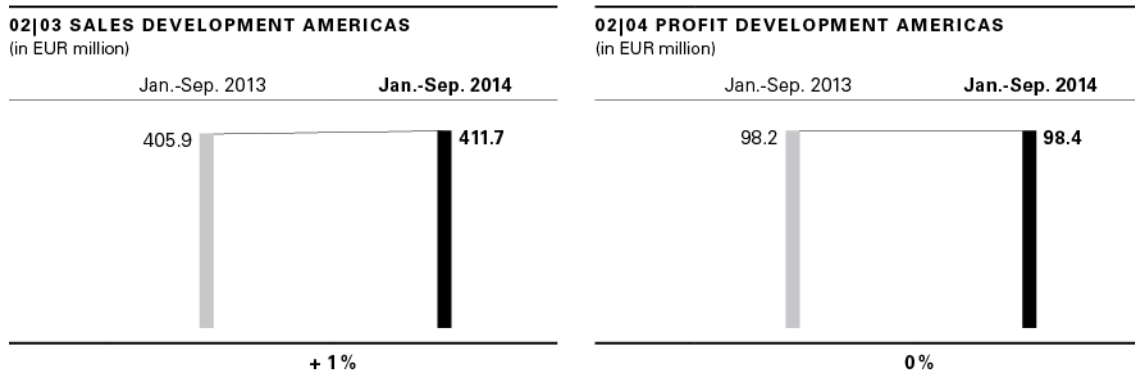 02|03 SALES DEVELOPMENT AMERICAS
(in EUR million)
Jan.-Sep. 2013 Jan.-Sep. 2014
405.9 411.7
+ 1%
02|04 PROFIT DEVELOPMENT AMERICAS
(in EUR million)
Jan.-Sep. 2013 Jan.-Sep. 2014
98.2 98.4
0%